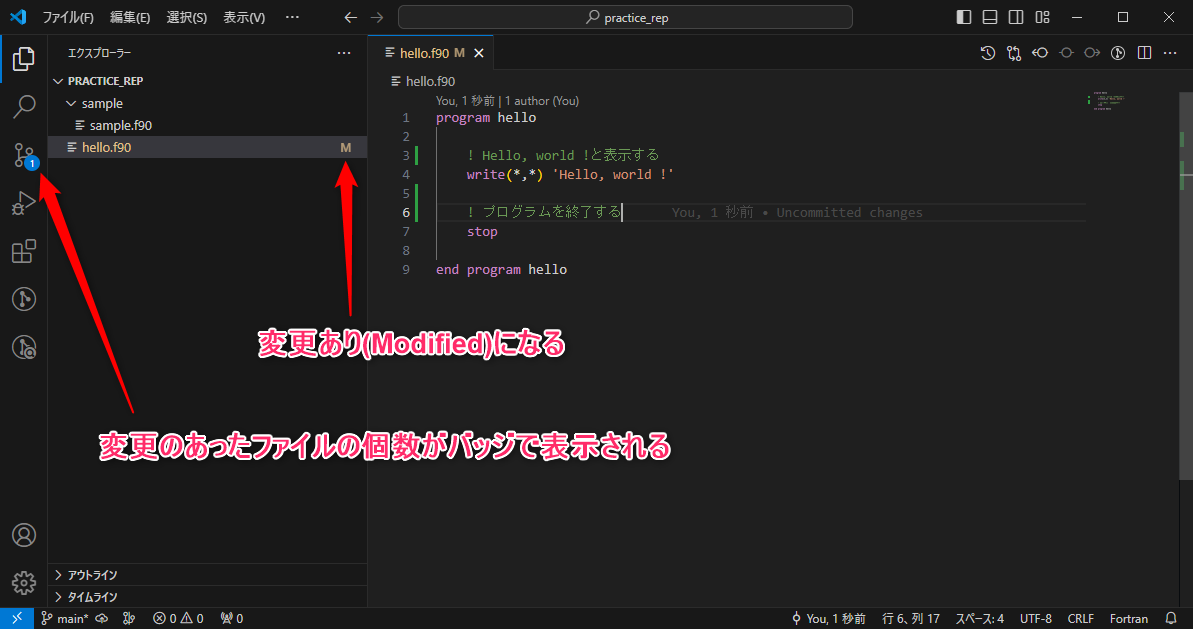 ファイル(F) 編集(E) 選択(S) 表示(V) ··· practice_rep
エクスプローラー ···
PRACTICE_REP
sample
sample.f90
hello.f90 M
hello.f90 M
hello.f90
You, 1 秒前 | 1 author (You)
1 program hello
2
3 ! Hello, world !と表示する
4 write(*,*) 'Hello, world !'
5
6 ! プログラムを終了する You, 1 秒前 • Uncommitted changes
7 stop
8
9 end program hello
1
変更あり(Modified)になる
変更のあったファイルの個数がバッジで表示される
アウトライン
タイムライン
main* 0 0 0 You, 1 秒前 行 6、列 17 スペース: 4 UTF-8 CRLF Fortran